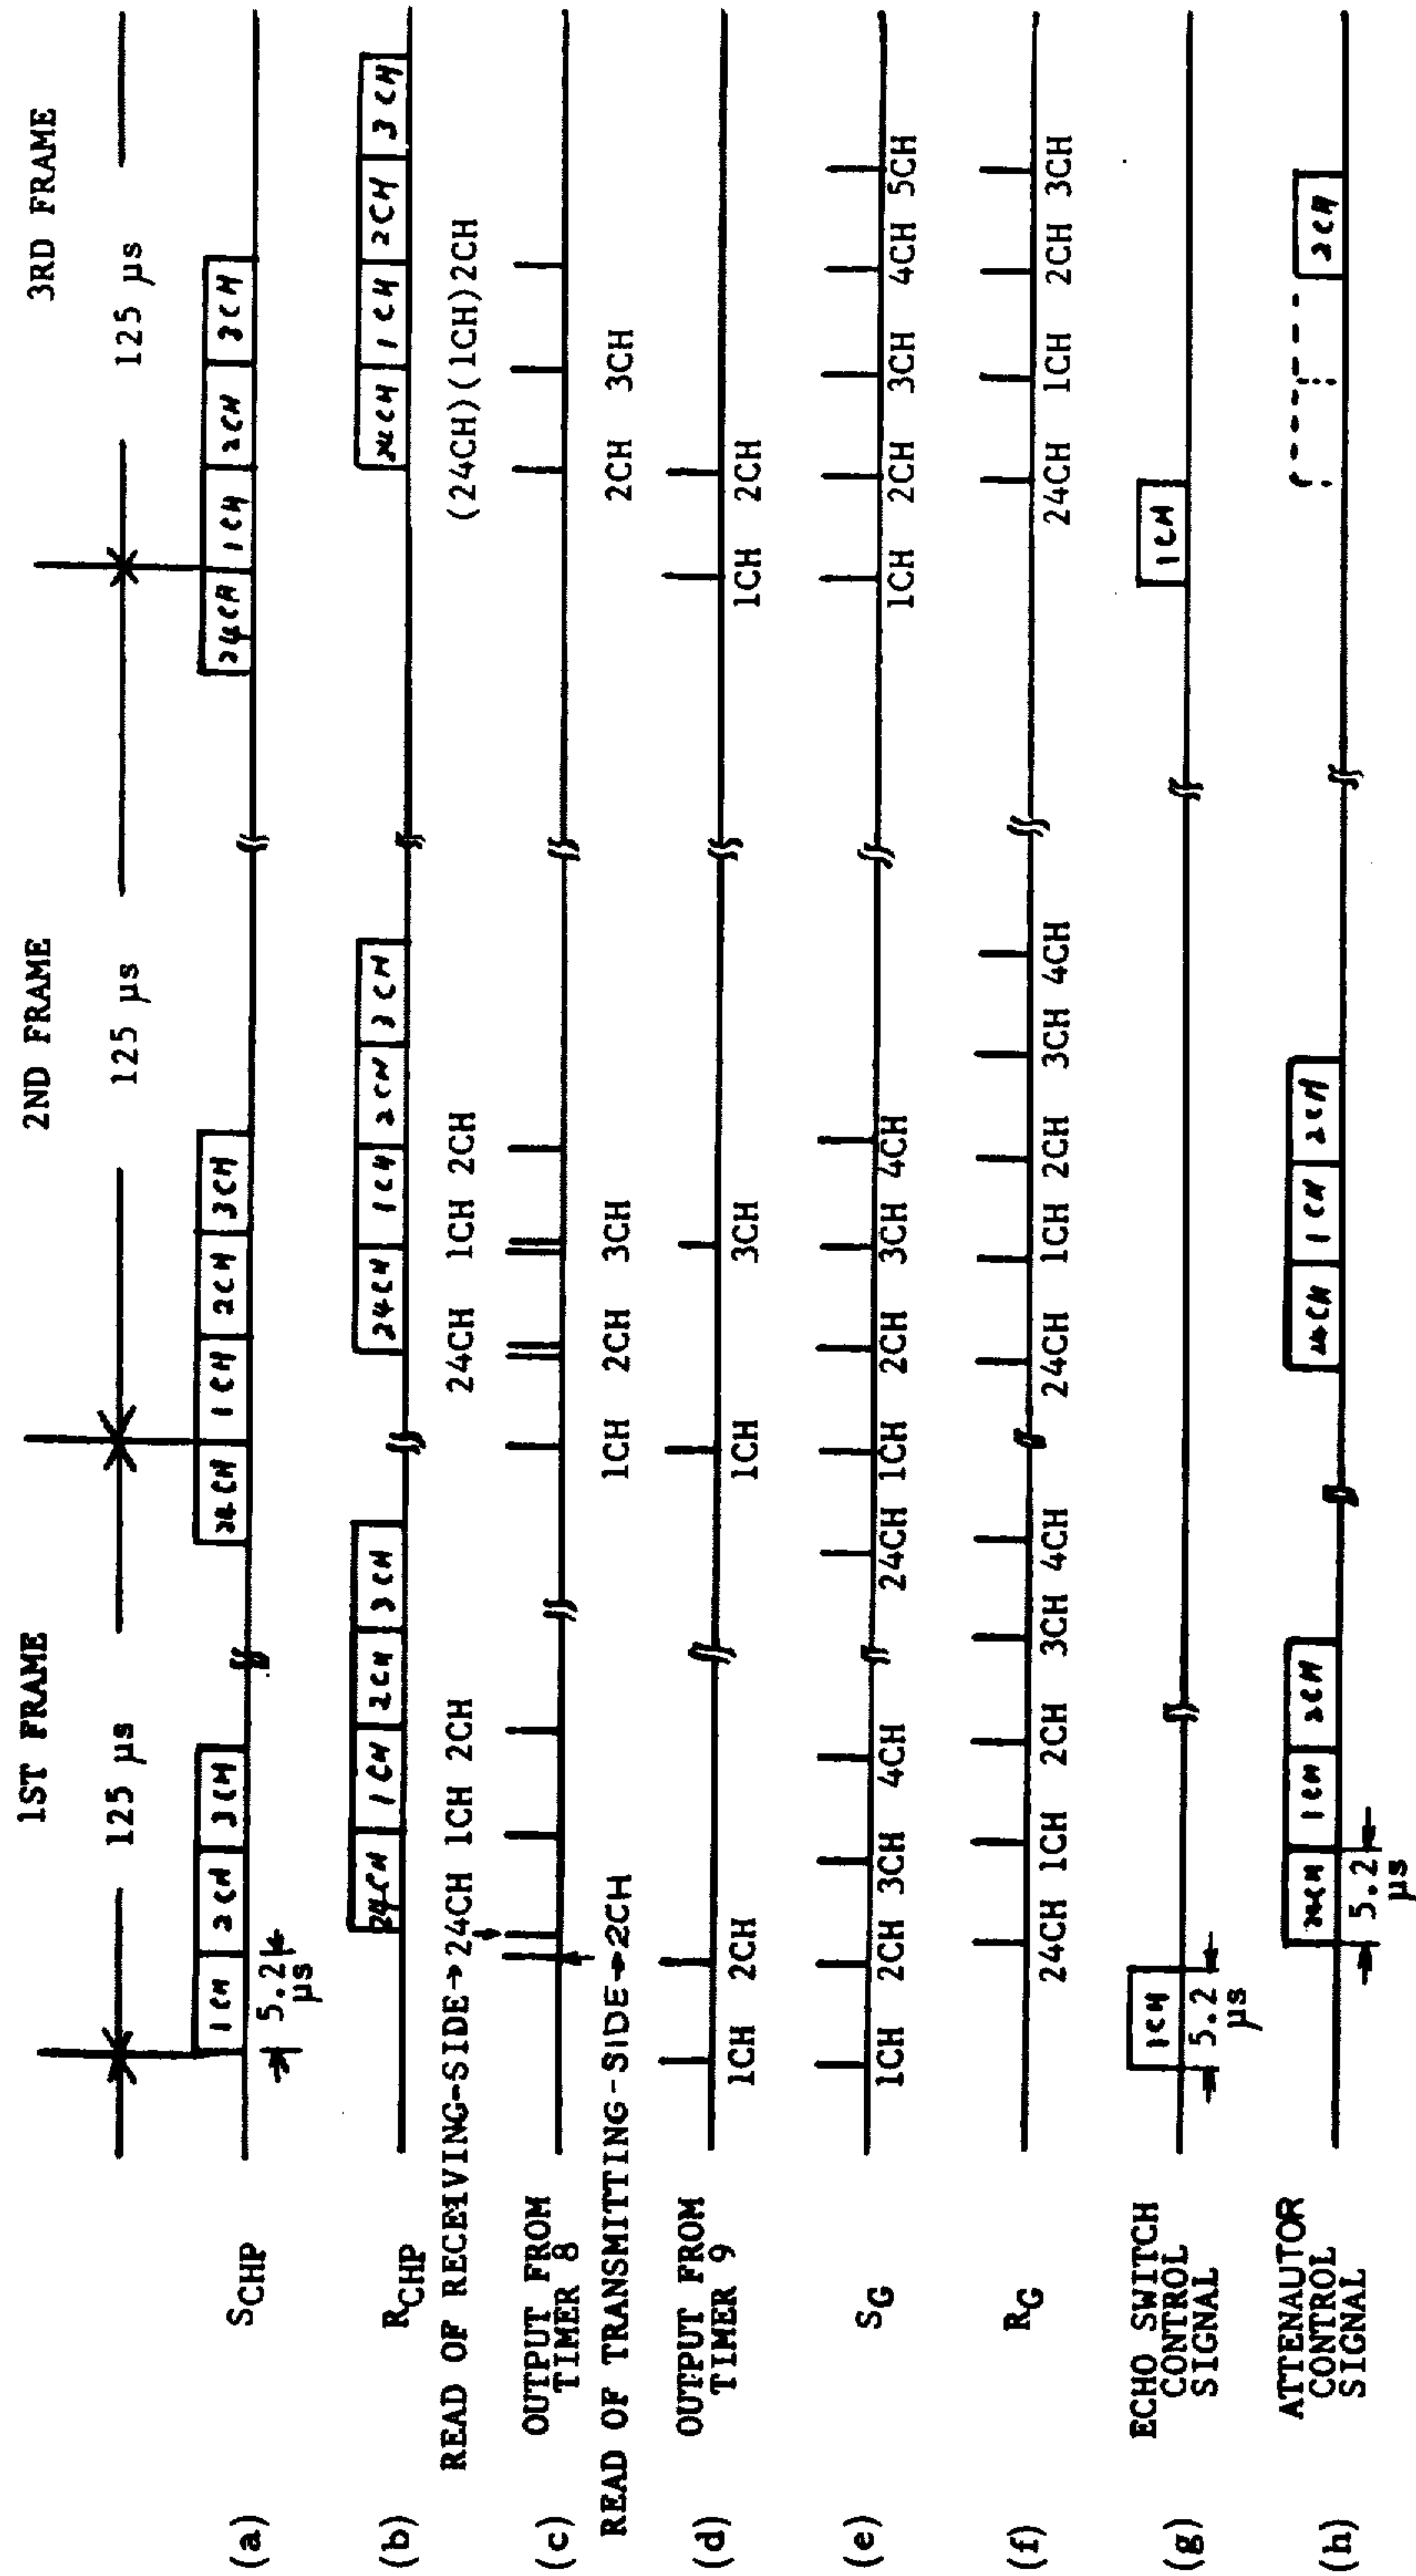 1ST FRAME 2ND FRAME 3RD FRAME
125 µs 125 µs 125 µs
(a) SCHP 1CH 2CH 3CH 24CH 1CH 2CH 3CH 24CH 1CH 2CH 3CH
5.2 µs
(b) RCHP 24CH 1CH 2CH 3CH 24CH 1CH 2CH 3CH 24CH 1CH 2CH 3CH
READ OF RECEIVING-SIDE→24CH 1CH 2CH 24CH 1CH 2CH (24CH)(1CH)2CH
(c) OUTPUT FROM
TIMER 8
READ OF TRANSMITTING-SIDE→2CH 1CH 2CH 3CH 2CH 3CH
(d) OUTPUT FROM
TIMER 9
1CH 2CH 1CH 3CH 1CH 2CH
(e) SG
1CH 2CH 3CH 4CH 24CH 1CH 2CH 3CH 4CH 1CH 2CH 3CH 4CH 5CH
(f) RG
24CH 1CH 2CH 3CH 4CH 24CH 1CH 2CH 3CH 4CH 24CH 1CH 2CH 3CH
(g) ECHO SWITCH
CONTROL
SIGNAL
1CH 1CH
5.2
µs
(h) ATTENAUTOR
CONTROL
SIGNAL
24CH 1CH 2CH 24CH 1CH 2CH 2CH
5.2
µs